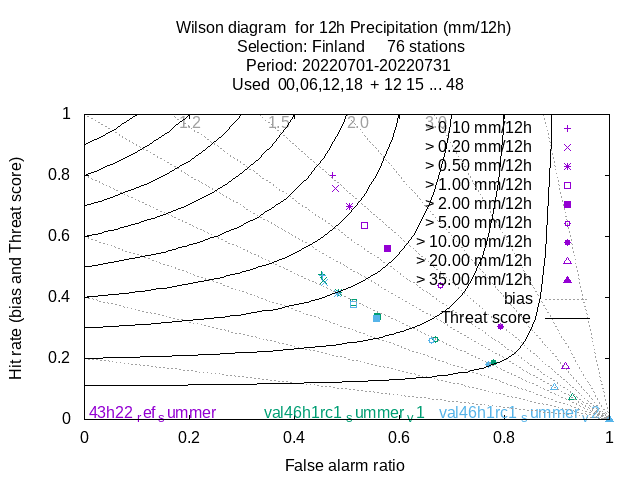 Wilson diagram  for 12h Precipitation (mm/12h)
Selection: Finland     76 stations
Period: 20220701-20220731
Used  00,06,12,18  + 12 15 ... 48
Hit rate (bias and Threat score)
1
0.8
0.6
0.4
0.2
0
1.2
1.5
2.0
3.0
> 0.10 mm/12h
> 0.20 mm/12h
> 0.50 mm/12h
> 1.00 mm/12h
> 2.00 mm/12h
> 5.00 mm/12h
> 10.00 mm/12h
> 20.00 mm/12h
> 35.00 mm/12h
bias
Threat score
43h22_ref_summer
val46h1rc1_summer_v1
val46h1rc1_summer_v2
0
0.2
0.4
0.6
0.8
1
False alarm ratio